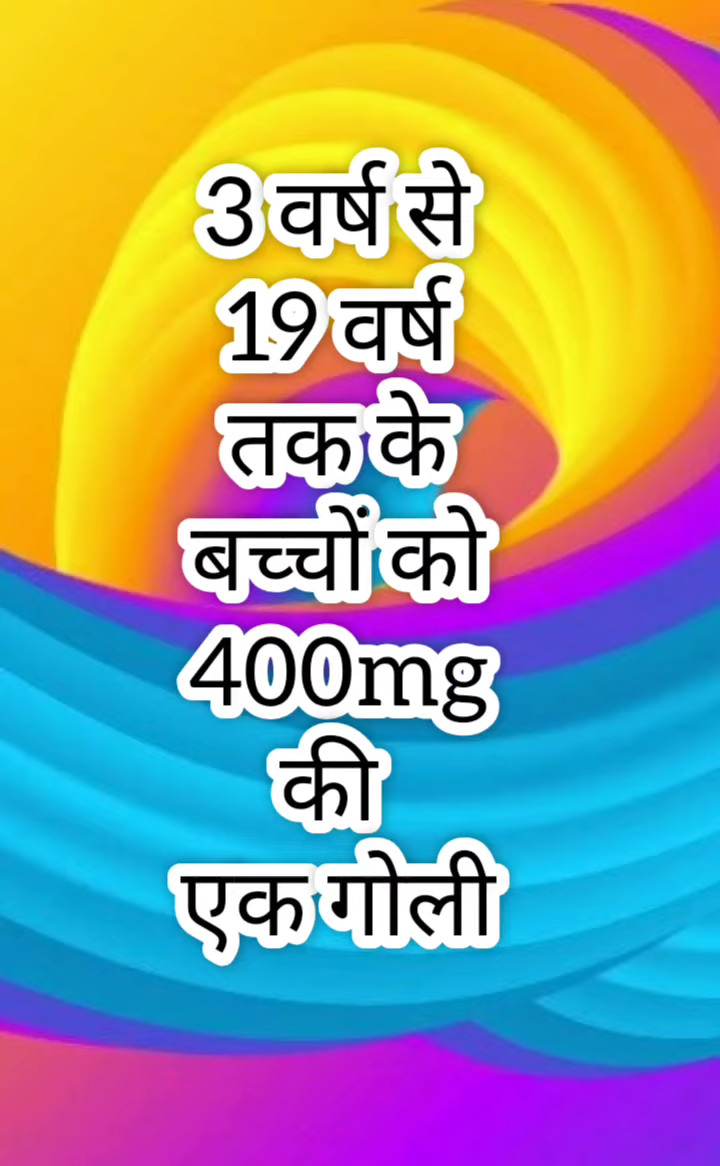 3 वर्ष से
19 वर्ष
तक के
बच्चों को
400mg
की
एक गोली